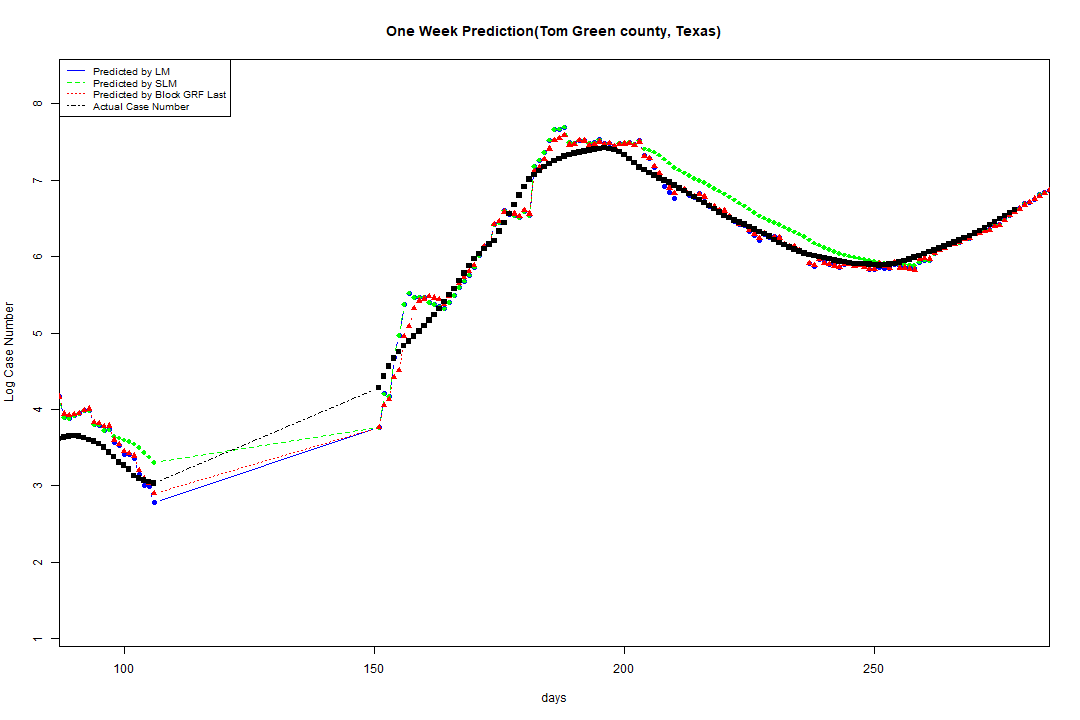 One Week Prediction(Tom Green county, Texas)
Predicted by LM
Predicted by SLM
Predicted by Block GRF Last
Actual Case Number
Log Case Number
8
7
6
5
4
3
2
1
100 150 200 250
days